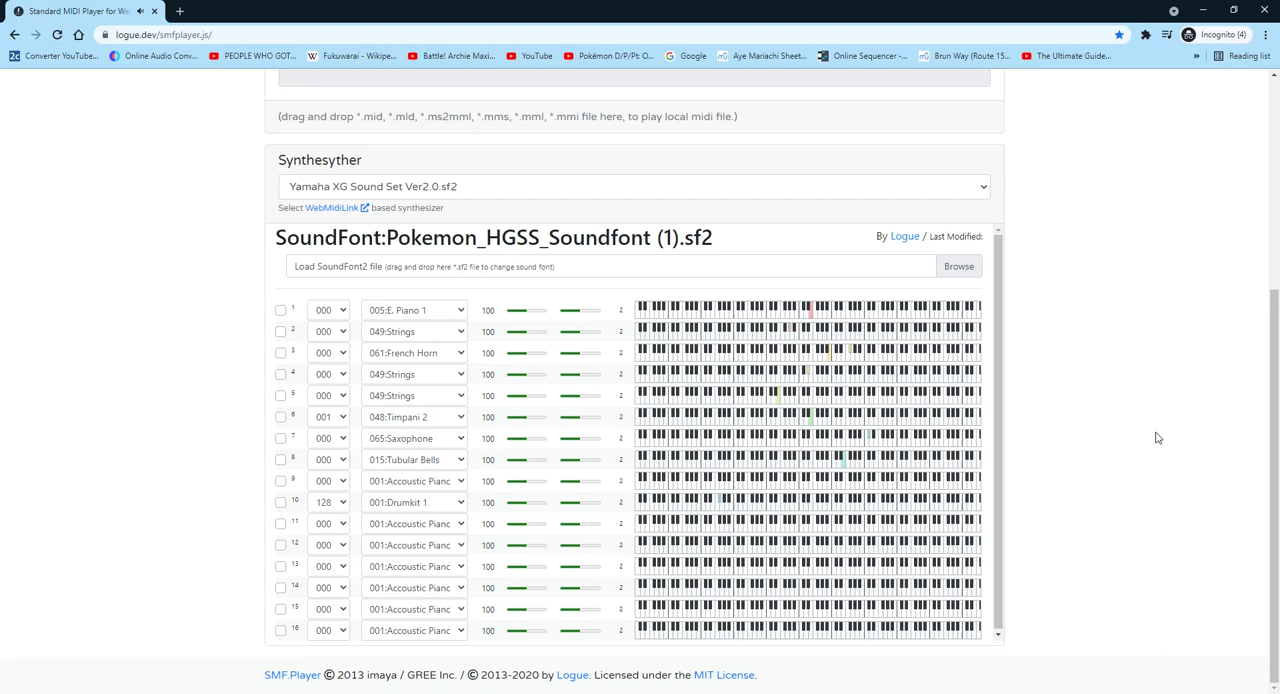 Standard MIDI Player for We
logue.dev/smfplayer.js/
Incognito (4)
Converter YouTube...
Online Audio Conv...
PEOPLE WHO GOT...
Fukuwarai - Wikipe...
Battle! Archie Maxi...
YouTube
Pokémon D/P/Pt: O...
Google
Aye Mariachi Sheet...
Online Sequencer -...
Brun Way (Route 15...
The Ultimate Guide...
»
Reading list
(drag and drop *.mid, *.mld, *.ms2mml, *.mms, *.mml, *.mmi file here, to play local midi file.)
Synthesyther
Yamaha XG Sound Set Ver2.0.sf2
Select WebMidiLink based synthesizer
SoundFont:Pokemon_HGSS_Soundfont (1).sf2
By Logue / Last Modified:
Load SoundFont2 file (drag and drop here *.sf2 file to change sound font)
Browse
1 000 005:E. Piano 1 100 2
2 000 049:Strings 100 2
3 000 061:French Horn 100 2
4 000 049:Strings 100 2
5 000 049:Strings 100 2
6 001 048:Timpani 2 100 2
7 000 065:Saxophone 100 2
8 000 015:Tubular Bells 100 2
9 000 001:Accoustic Pianc 100 2
10 128 001:Drumkit 1 100 2
11 000 001:Accoustic Pianc 100 2
12 000 001:Accoustic Pianc 100 2
13 000 001:Accoustic Pianc 100 2
14 000 001:Accoustic Pianc 100 2
15 000 001:Accoustic Pianc 100 2
16 000 001:Accoustic Pianc 100 2
SMF.Player © 2013 imaya / GREE Inc. / © 2013-2020 by Logue. Licensed under the MIT License.